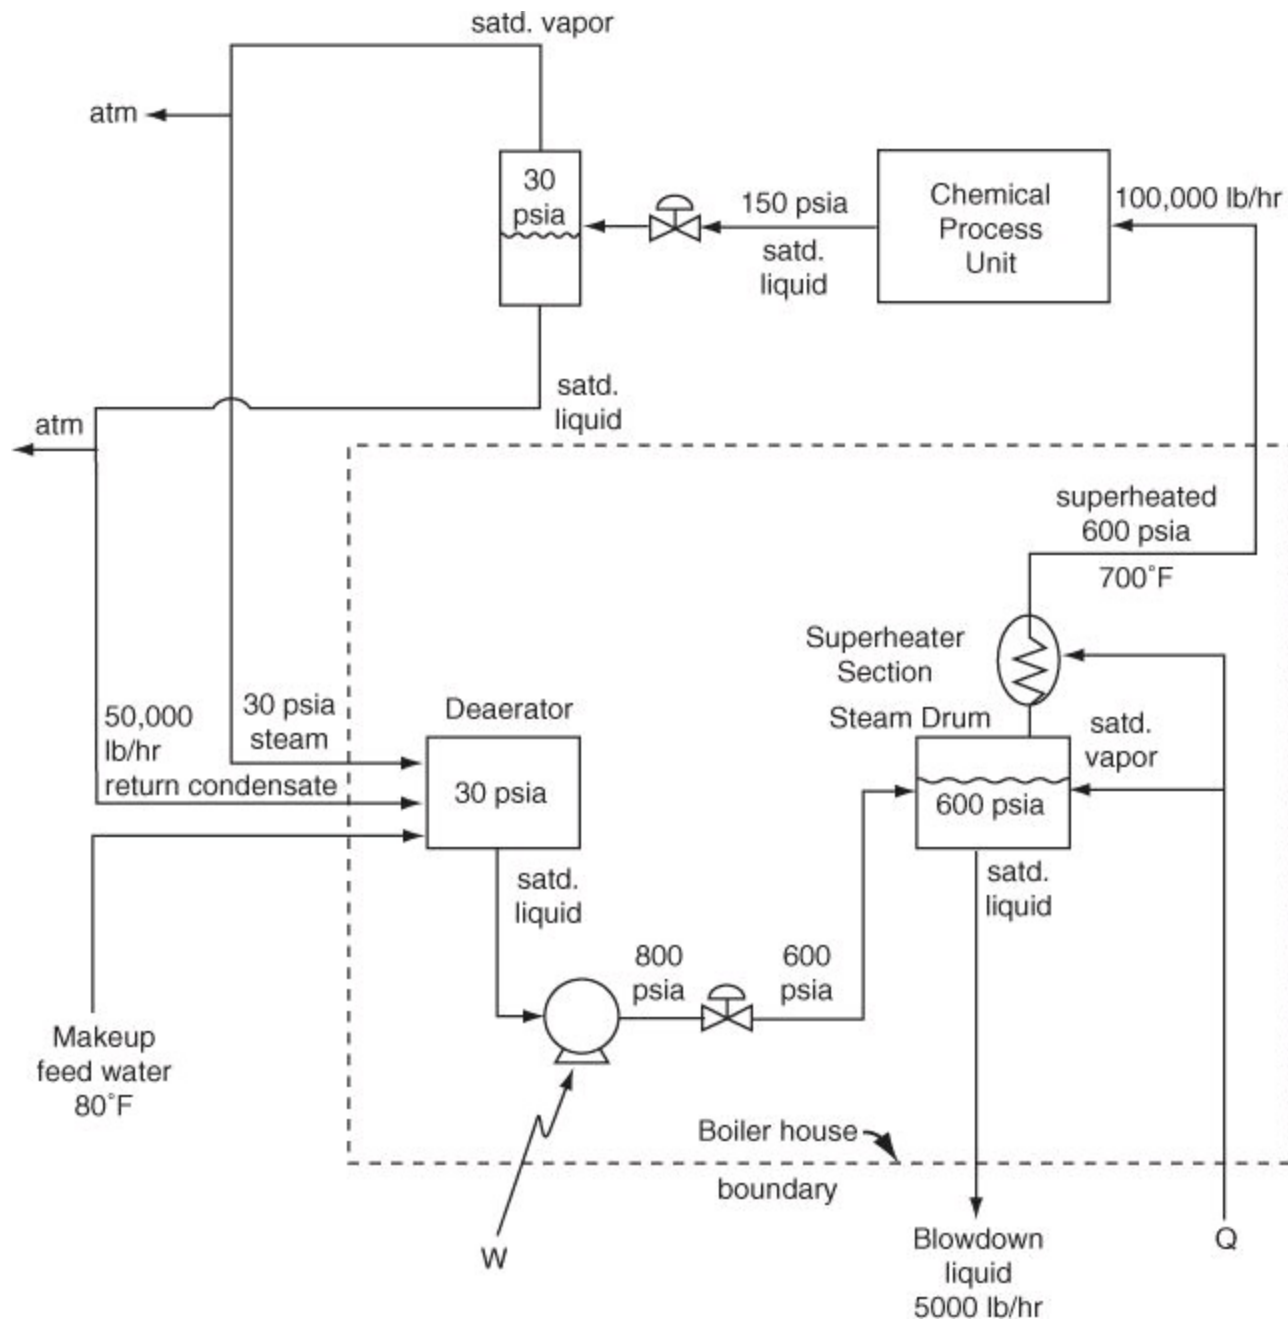 satd. vapor
atm
30
psia
150 psia
satd.
liquid
Chemical
Process
Unit
100,000 lb/hr
satd.
liquid
atm
superheated
600 psia
700˚F
Superheater
Section
Steam Drum
satd.
vapor
600 psia
satd.
liquid
50,000
lb/hr
return condensate
30 psia
steam
Deaerator
30 psia
satd.
liquid
800
psia
600
psia
Makeup
feed water
80˚F
Boiler house
boundary
W
Blowdown
liquid
5000 lb/hr
Q